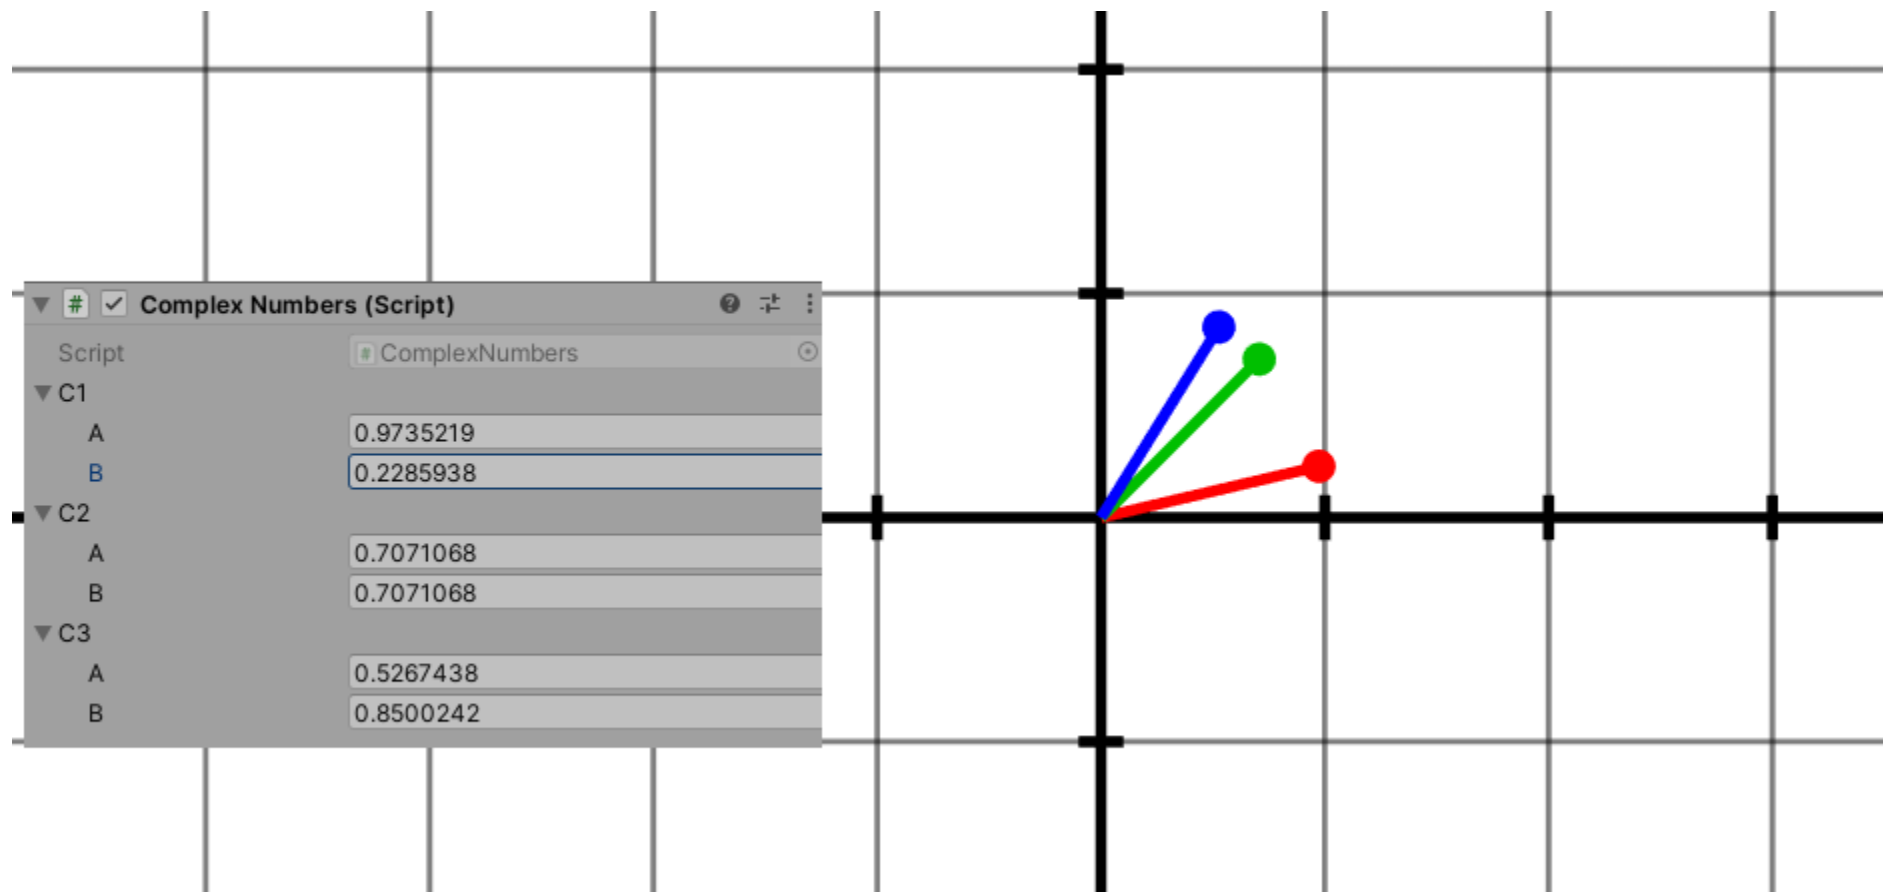 # Complex Numbers (Script)
Script # ComplexNumbers
C1
A 0.9735219
B 0.2285938
C2
A 0.7071068
B 0.7071068
C3
A 0.5267438
B 0.8500242